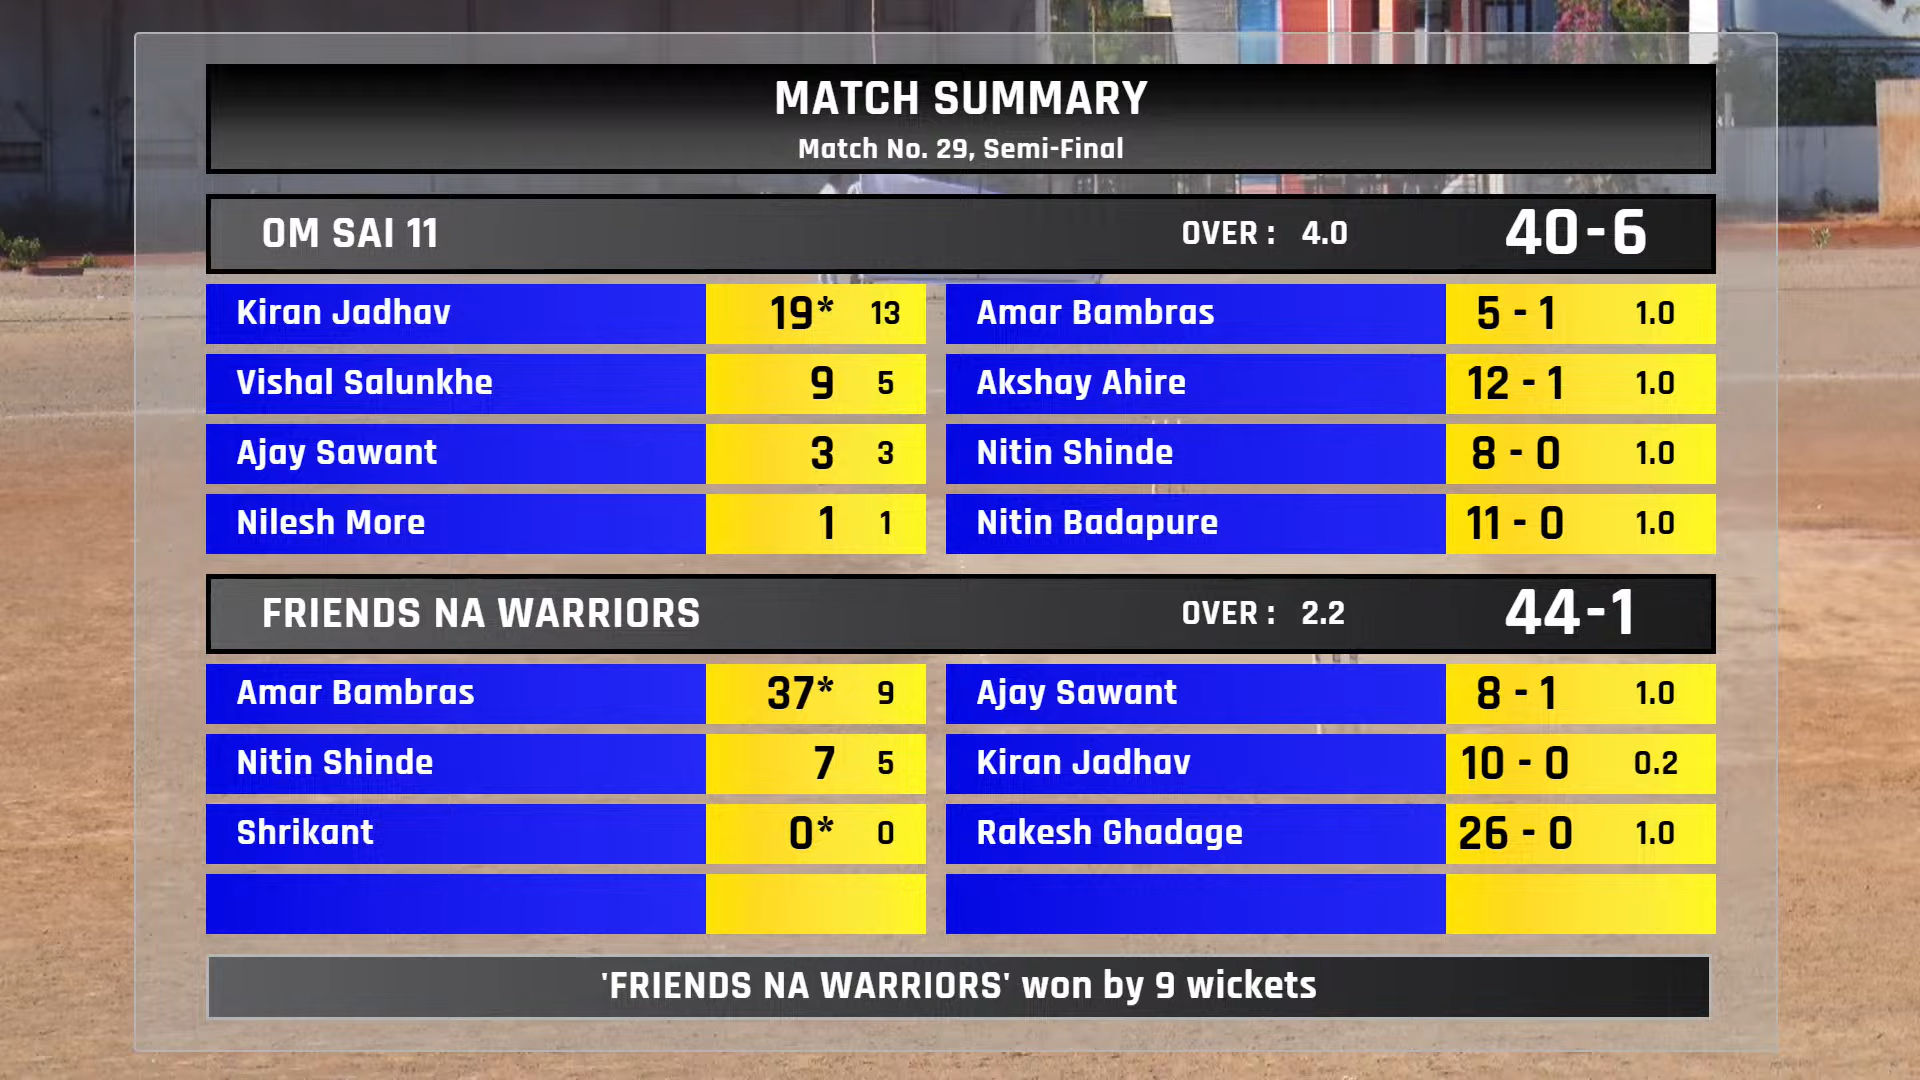 MATCH SUMMARY
Match No. 29, Semi-Final
OM SAI 11 OVER : 4.0 40-6
Kiran Jadhav 19* 13 Amar Bambras 5 - 1 1.0
Vishal Salunkhe 9 5 Akshay Ahire 12 - 1 1.0
Ajay Sawant 3 3 Nitin Shinde 8 - 0 1.0
Nilesh More 1 1 Nitin Badapure 11 - 0 1.0
FRIENDS NA WARRIORS OVER : 2.2 44-1
Amar Bambras 37* 9 Ajay Sawant 8 - 1 1.0
Nitin Shinde 7 5 Kiran Jadhav 10 - 0 0.2
Shrikant 0* 0 Rakesh Ghadage 26 - 0 1.0
'FRIENDS NA WARRIORS' won by 9 wickets